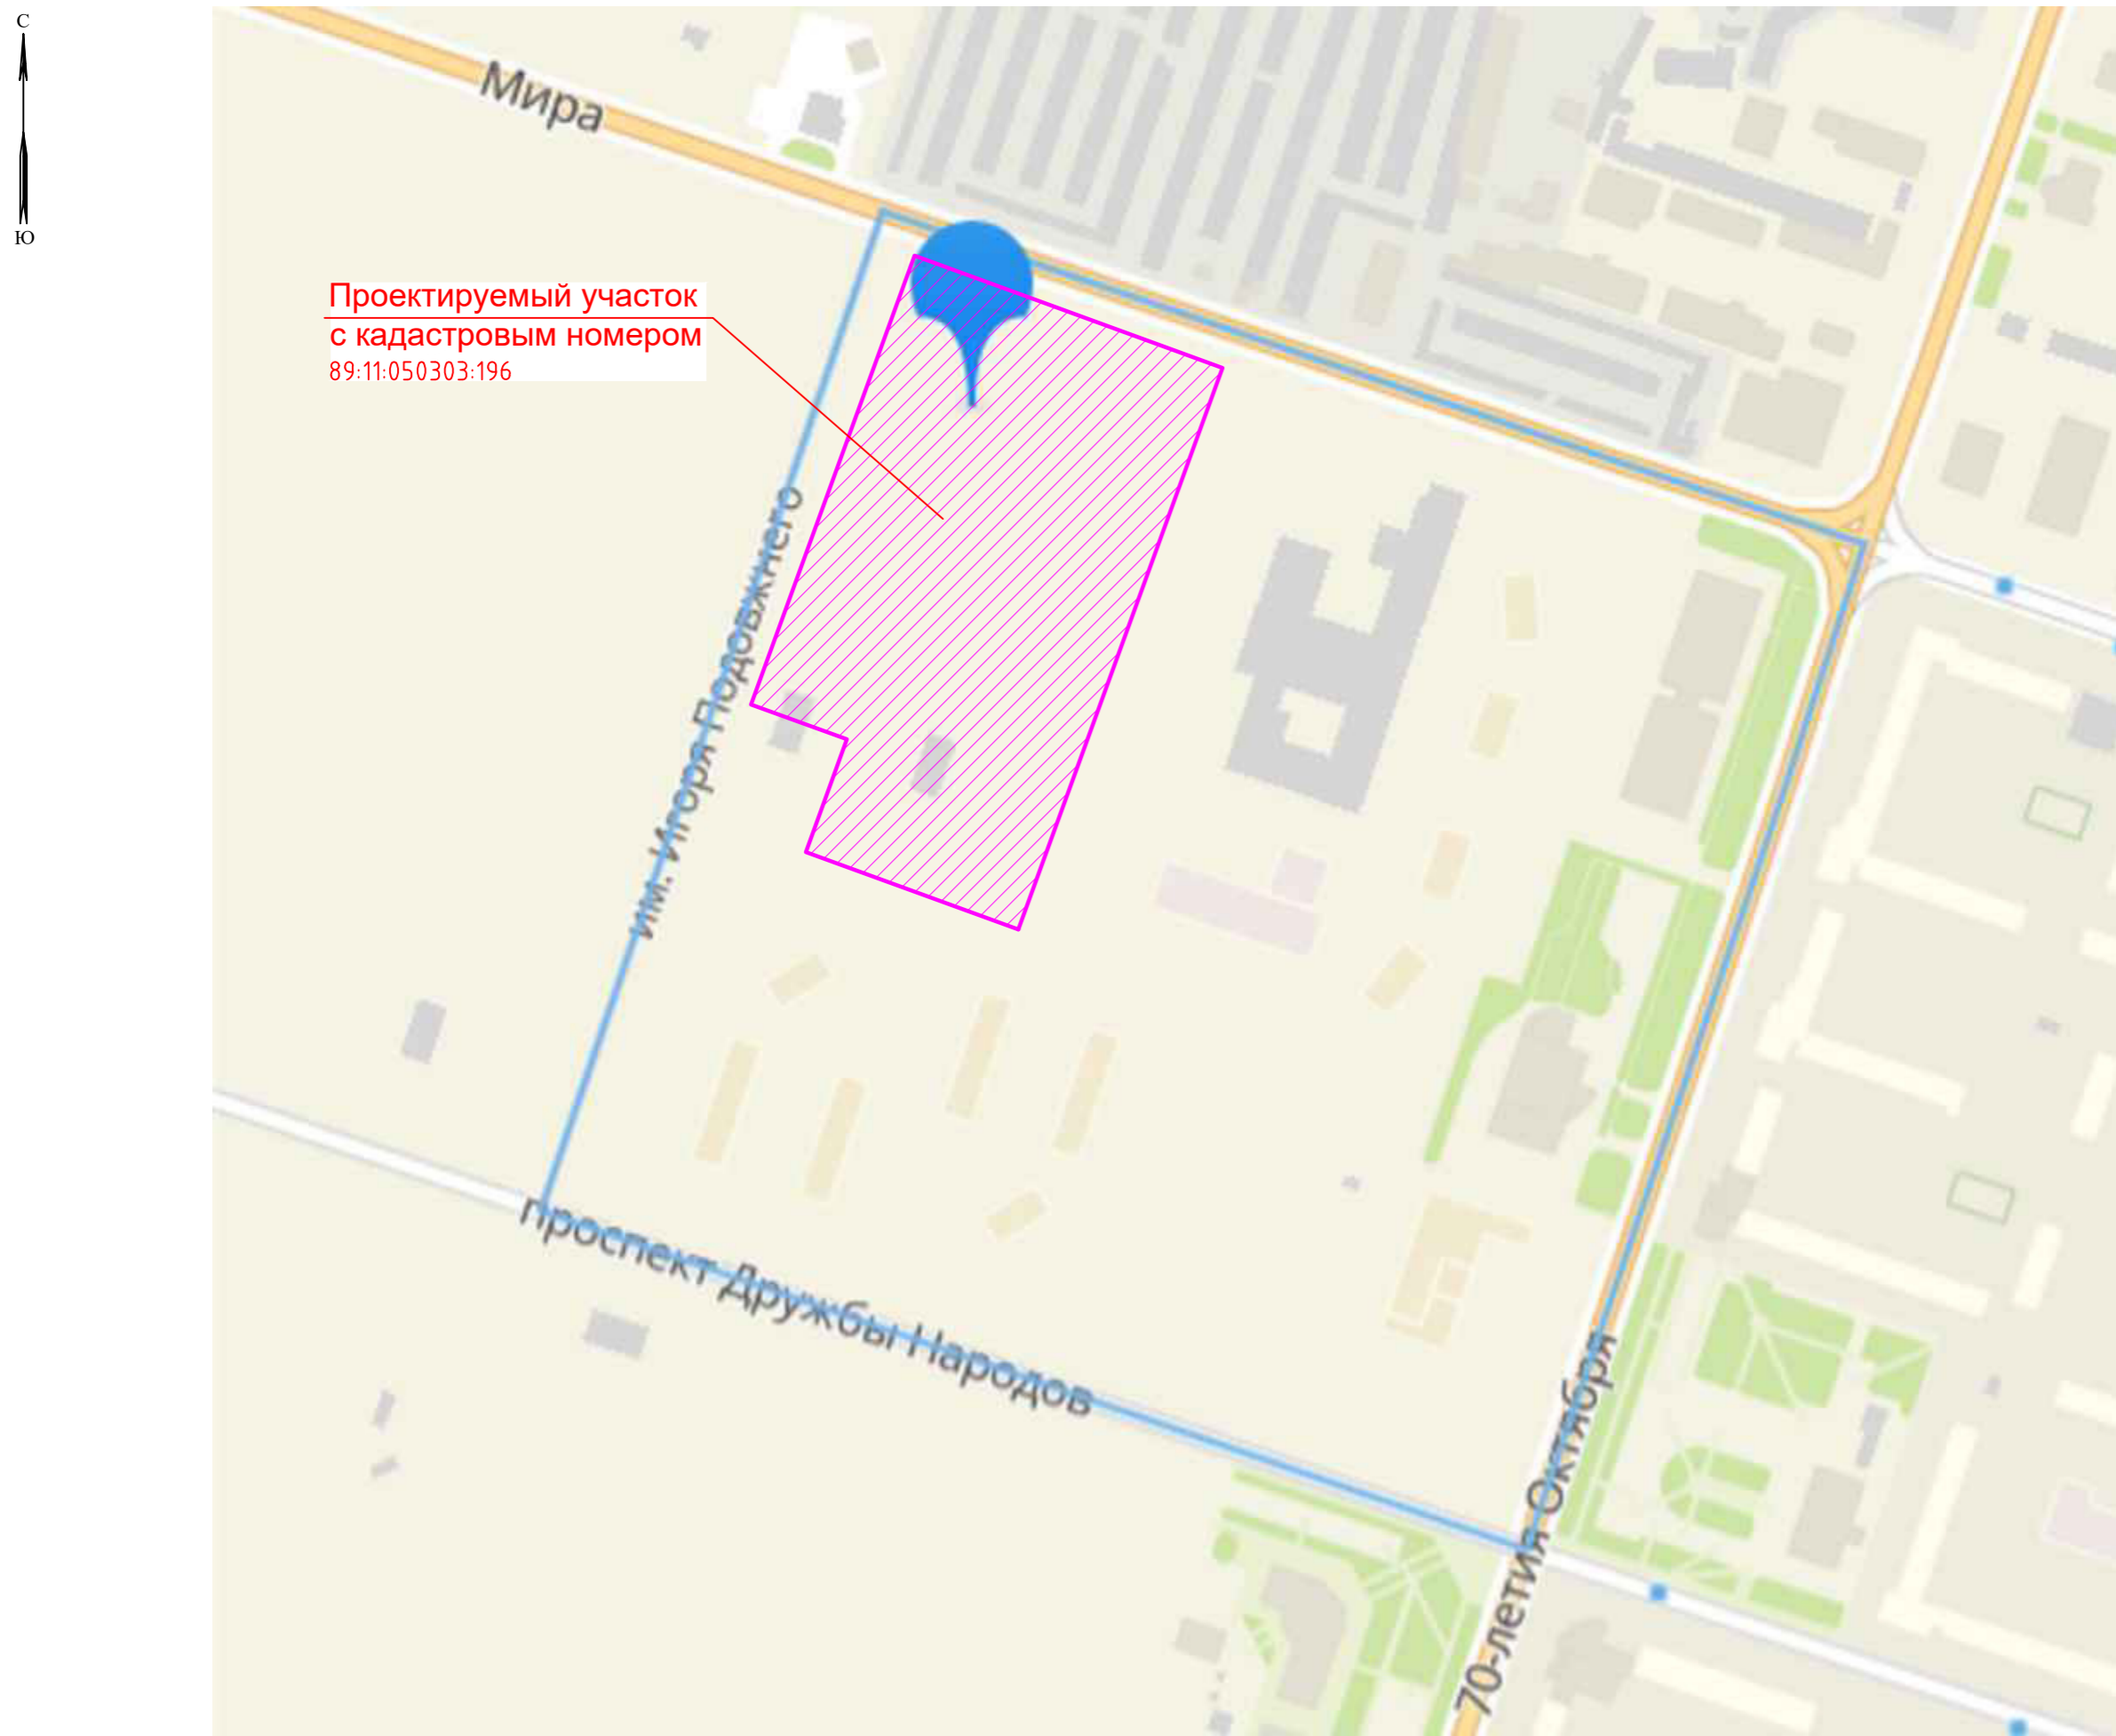 С
Ю
Мира
Проектируемый участок
с кадастровым номером
89:11:050303:196
им. Игоря Подовжнего
проспект Дружбы Народов
70-летия Октября